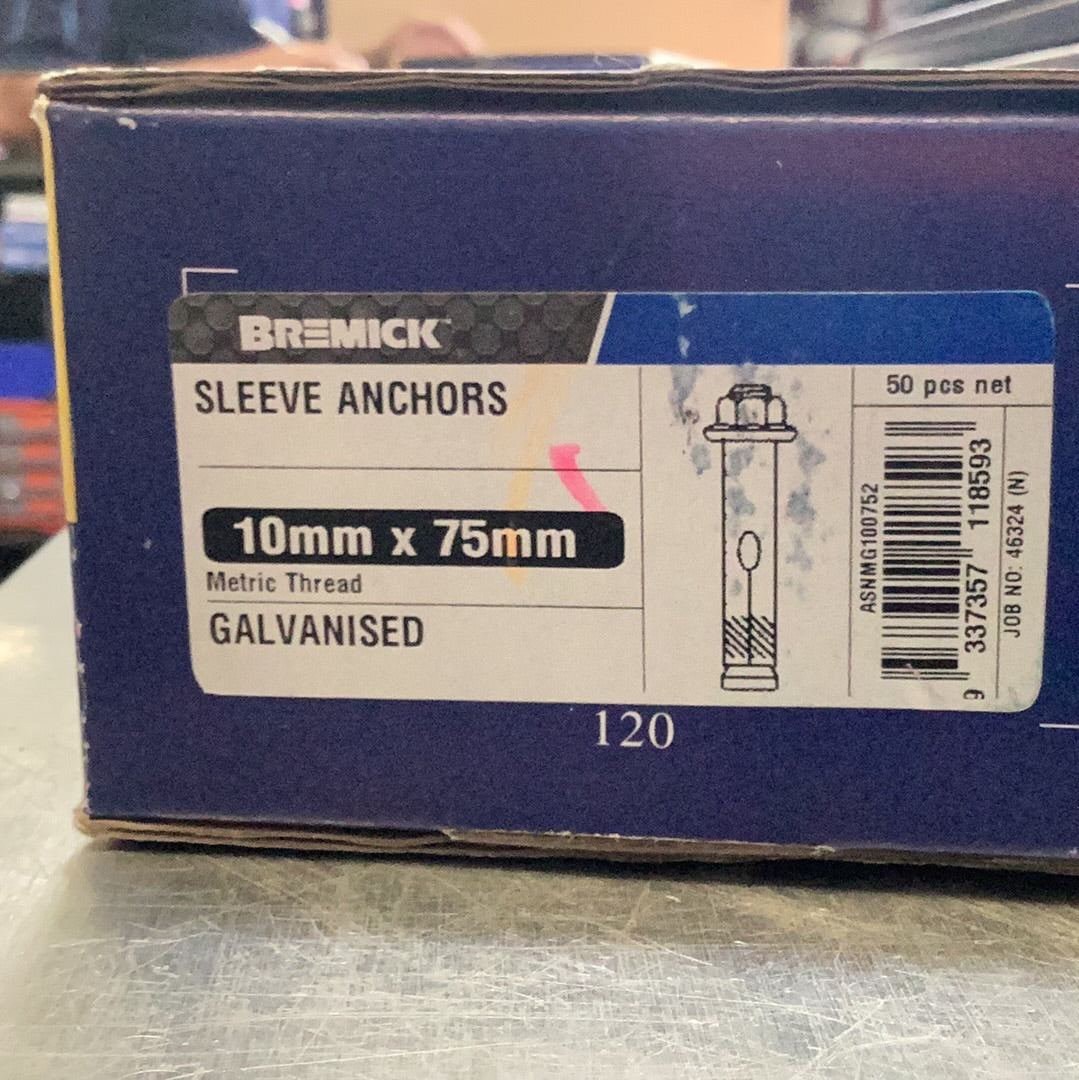 BREMICK
SLEEVE ANCHORS
10mm x 75mm
Metric Thread
GALVANISED
50 pcs net
ASNMG100752
9 337357 118593
JOB NO: 46324 (N)
120